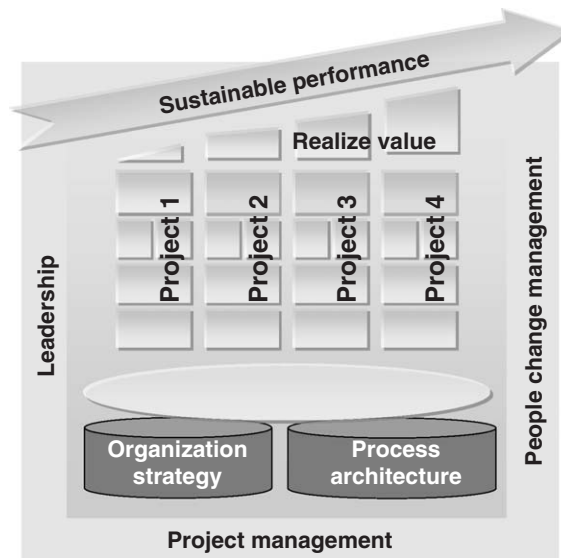 Sustainable performance
Realize value
Project 1
Project 2
Project 3
Project 4
Leadership
People change management
Organization
strategy
Process
architecture
Project management